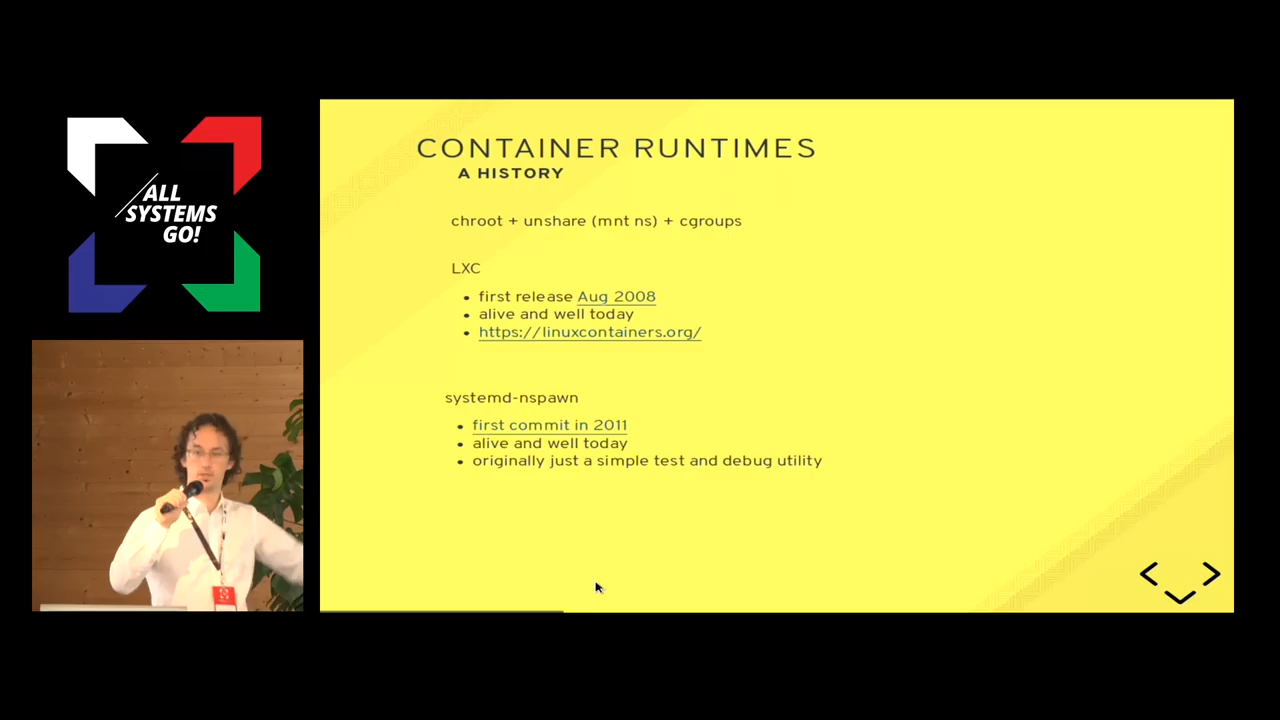 ALL
SYSTEMS
GO!
CONTAINER RUNTIMES
A HISTORY
chroot + unshare (mnt ns) + cgroups
LXC
first release Aug 2008
alive and well today
https://linuxcontainers.org/
systemd-nspawn
first commit in 2011
alive and well today
originally just a simple test and debug utility